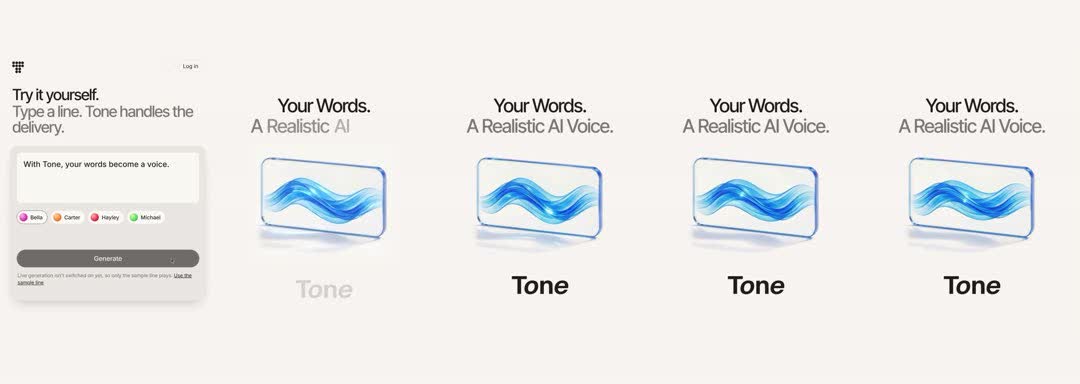 Log in
Try it yourself.
Type a line. Tone handles the
delivery.
With Tone, your words become a voice.
Bella
Carter
Hayley
Michael
Generate
Live generation isn't switched on yet, so only the sample line plays. Use the
sample line
Your Words.
A Realistic AI
Tone
Your Words.
A Realistic AI Voice.
Tone
Your Words.
A Realistic AI Voice.
Tone
Your Words.
A Realistic AI Voice.
Tone